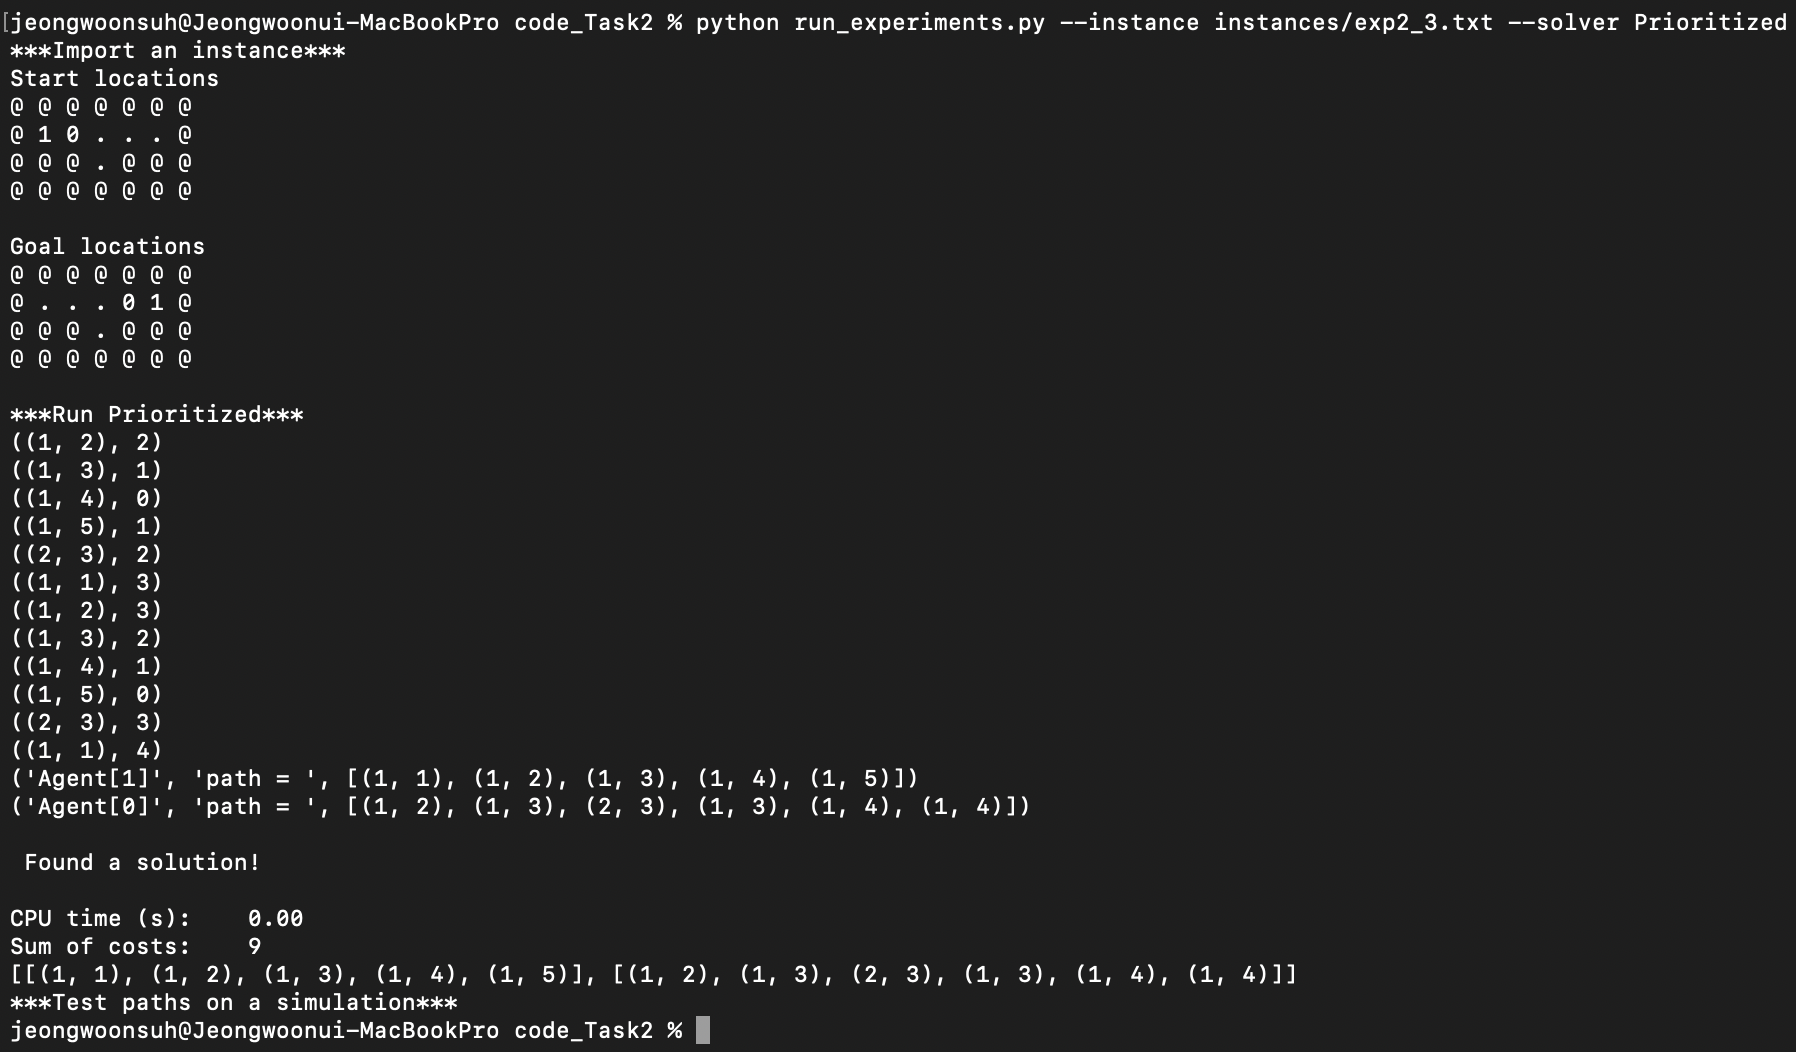 [jeongwoonsuh@Jeongwoonui-MacBookPro code_Task2 % python run_experiments.py --instance instances/exp2_3.txt --solver Prioritized
***Import an instance***
Start locations
@ @ @ @ @ @ @
@ 1 0 . . . @
@ @ @ . @ @ @
@ @ @ @ @ @ @
Goal locations
@ @ @ @ @ @ @
@ . . . 0 1 @
@ @ @ . @ @ @
@ @ @ @ @ @ @
***Run Prioritized***
((1, 2), 2)
((1, 3), 1)
((1, 4), 0)
((1, 5), 1)
((2, 3), 2)
((1, 1), 3)
((1, 2), 3)
((1, 3), 2)
((1, 4), 1)
((1, 5), 0)
((2, 3), 3)
((1, 1), 4)
('Agent[1]', 'path = ', [(1, 1), (1, 2), (1, 3), (1, 4), (1, 5)])
('Agent[0]', 'path = ', [(1, 2), (1, 3), (2, 3), (1, 3), (1, 4), (1, 4)])
Found a solution!
CPU time (s):    0.00
Sum of costs:    9
[[(1, 1), (1, 2), (1, 3), (1, 4), (1, 5)], [(1, 2), (1, 3), (2, 3), (1, 3), (1, 4), (1, 4)]]
***Test paths on a simulation***
jeongwoonsuh@Jeongwoonui-MacBookPro code_Task2 %